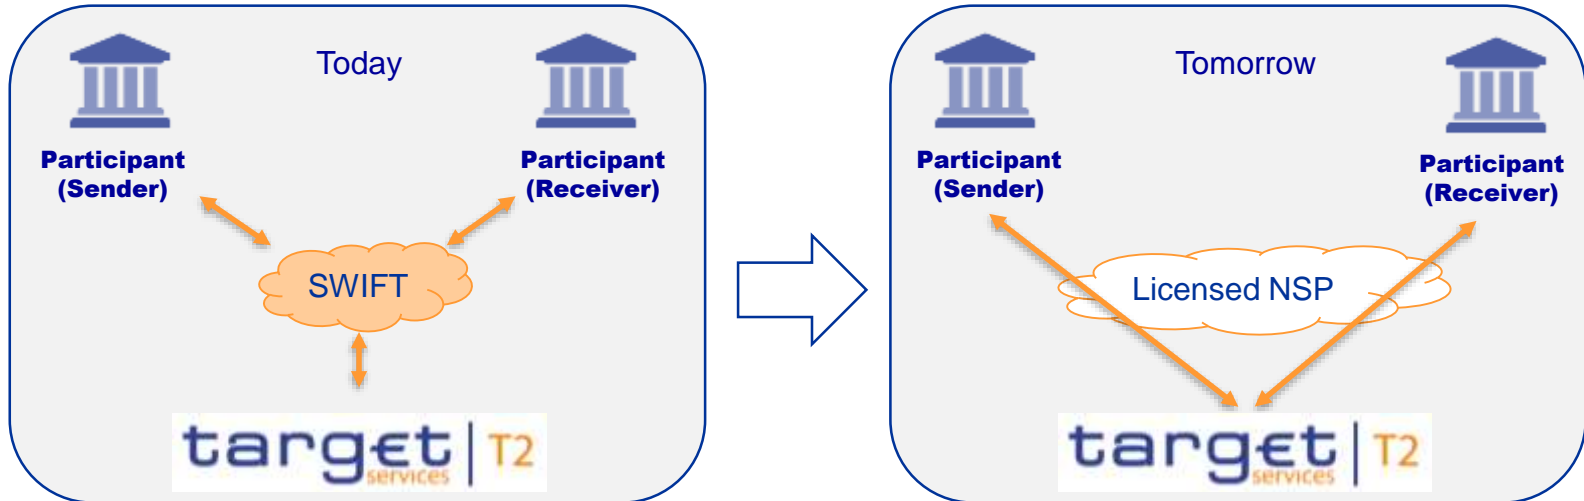 Today
Participant
(Sender)
Participant
(Receiver)
SWIFT
target | T2
services
Tomorrow
Participant
(Sender)
Participant
(Receiver)
Licensed NSP
target | T2
services